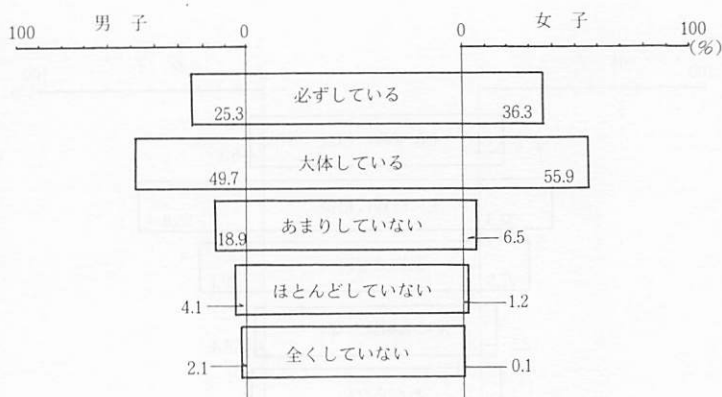 男子 女子
100 0 0 100
(%)
必ずしている
25.3 36.3
大体している
49.7 55.9
あまりしていない
18.9 6.5
ほとんどしていない
4.1 1.2
全くしていない
2.1 0.1